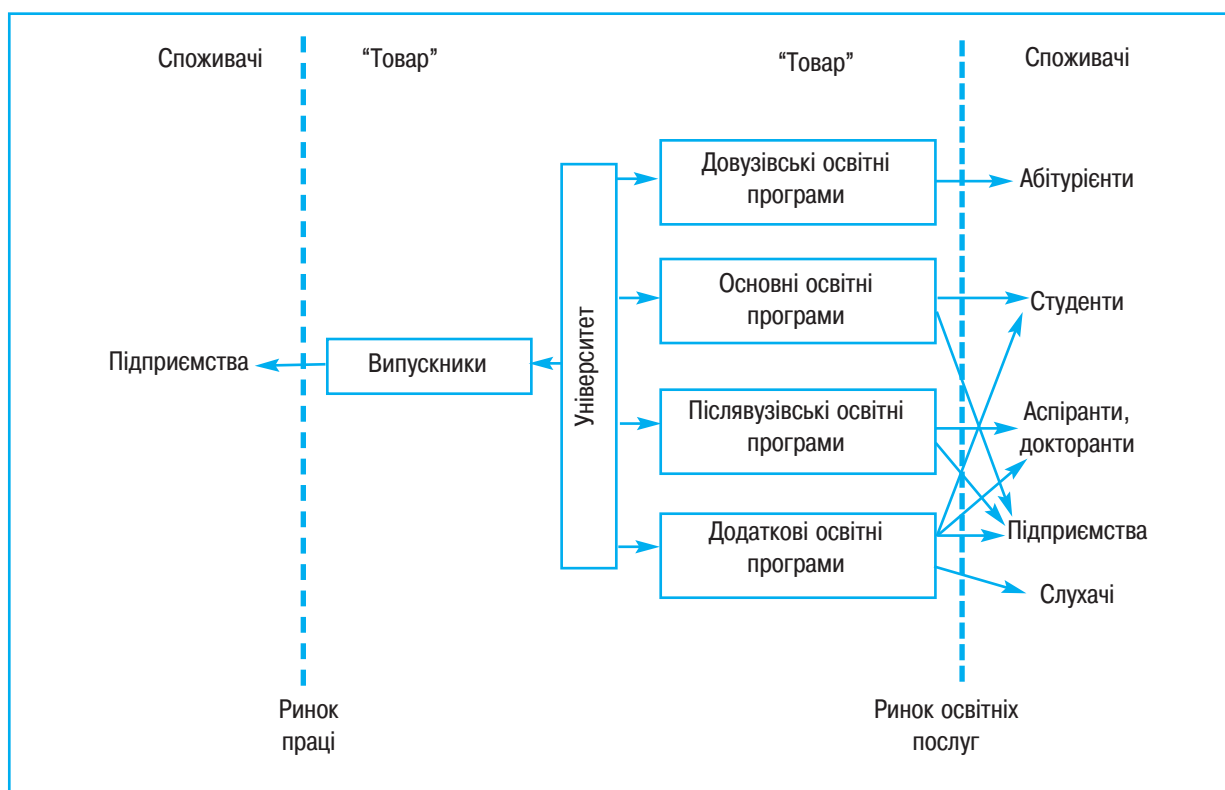 Споживачі
“Товар”
“Товар”
Споживачі
Довузівські освітні
програми
Абітурієнти
Основні освітні
програми
Студенти
Університет
Підприємства
Випускники
Післявузівські освітні
програми
Аспіранти,
докторанти
Додаткові освітні
програми
Підприємства
Слухачі
Ринок
праці
Ринок освітніх
послуг